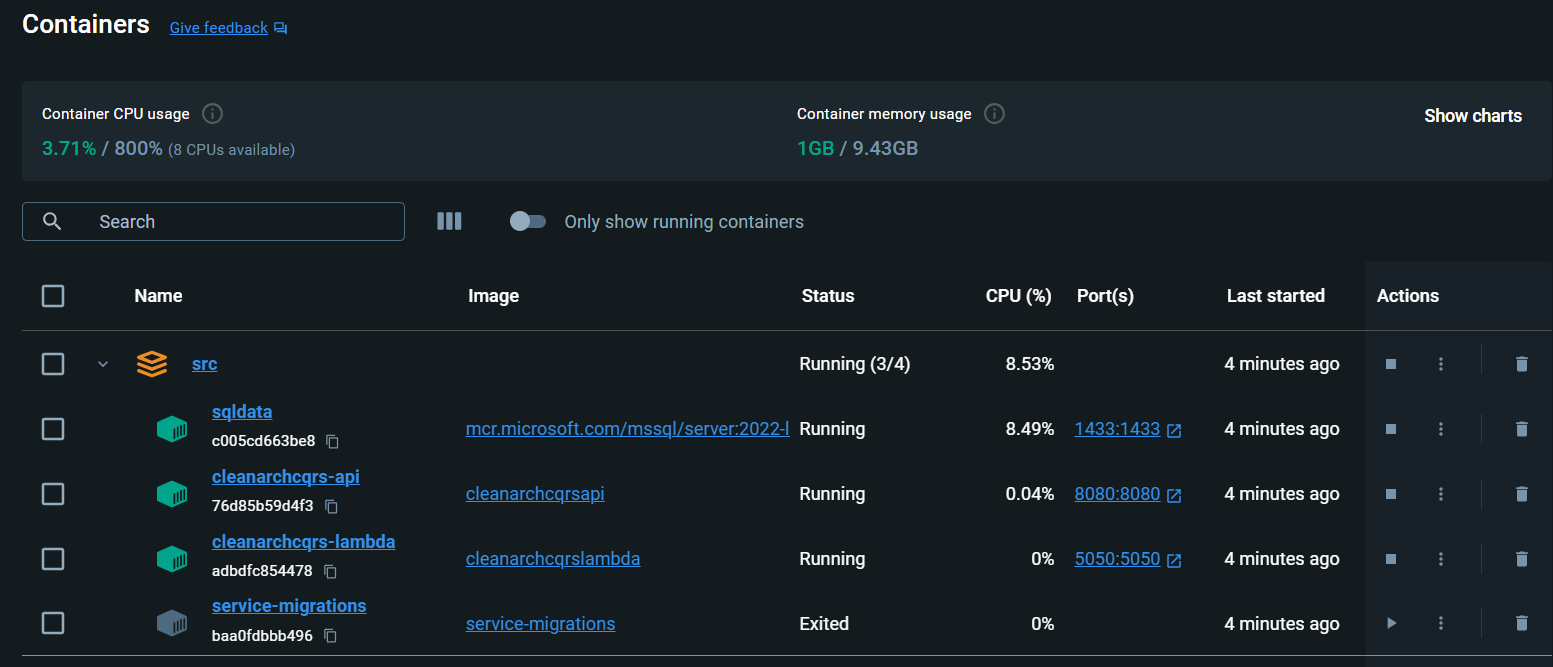 Containers Give feedback
Container CPU usage
3.71% / 800% (8 CPUs available)
Container memory usage
1GB / 9.43GB
Show charts
Search
Only show running containers
Name Image Status CPU (%) Port(s) Last started Actions
src Running (3/4) 8.53% 4 minutes ago
sqldata
c005cd663be8
mcr.microsoft.com/mssql/server:2022-l Running 8.49% 1433:1433 4 minutes ago
cleanarchcqrs-api
76d85b59d4f3
cleanarchcqrsapi Running 0.04% 8080:8080 4 minutes ago
cleanarchcqrs-lambda
adbdfc854478
cleanarchcqrslambda Running 0% 5050:5050 4 minutes ago
service-migrations
baa0fdbbb496
service-migrations Exited 0% 4 minutes ago